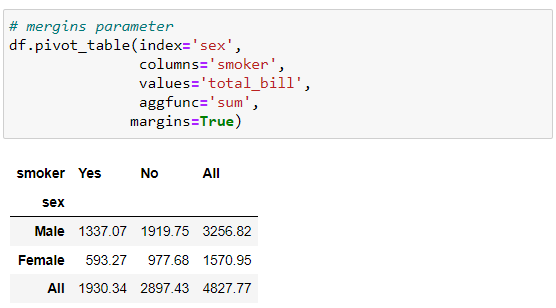 # mergins parameter
df.pivot_table(index='sex',
columns='smoker',
values='total_bill',
aggfunc='sum',
margins=True)
smoker Yes No All
sex
Male 1337.07 1919.75 3256.82
Female 593.27 977.68 1570.95
All 1930.34 2897.43 4827.77